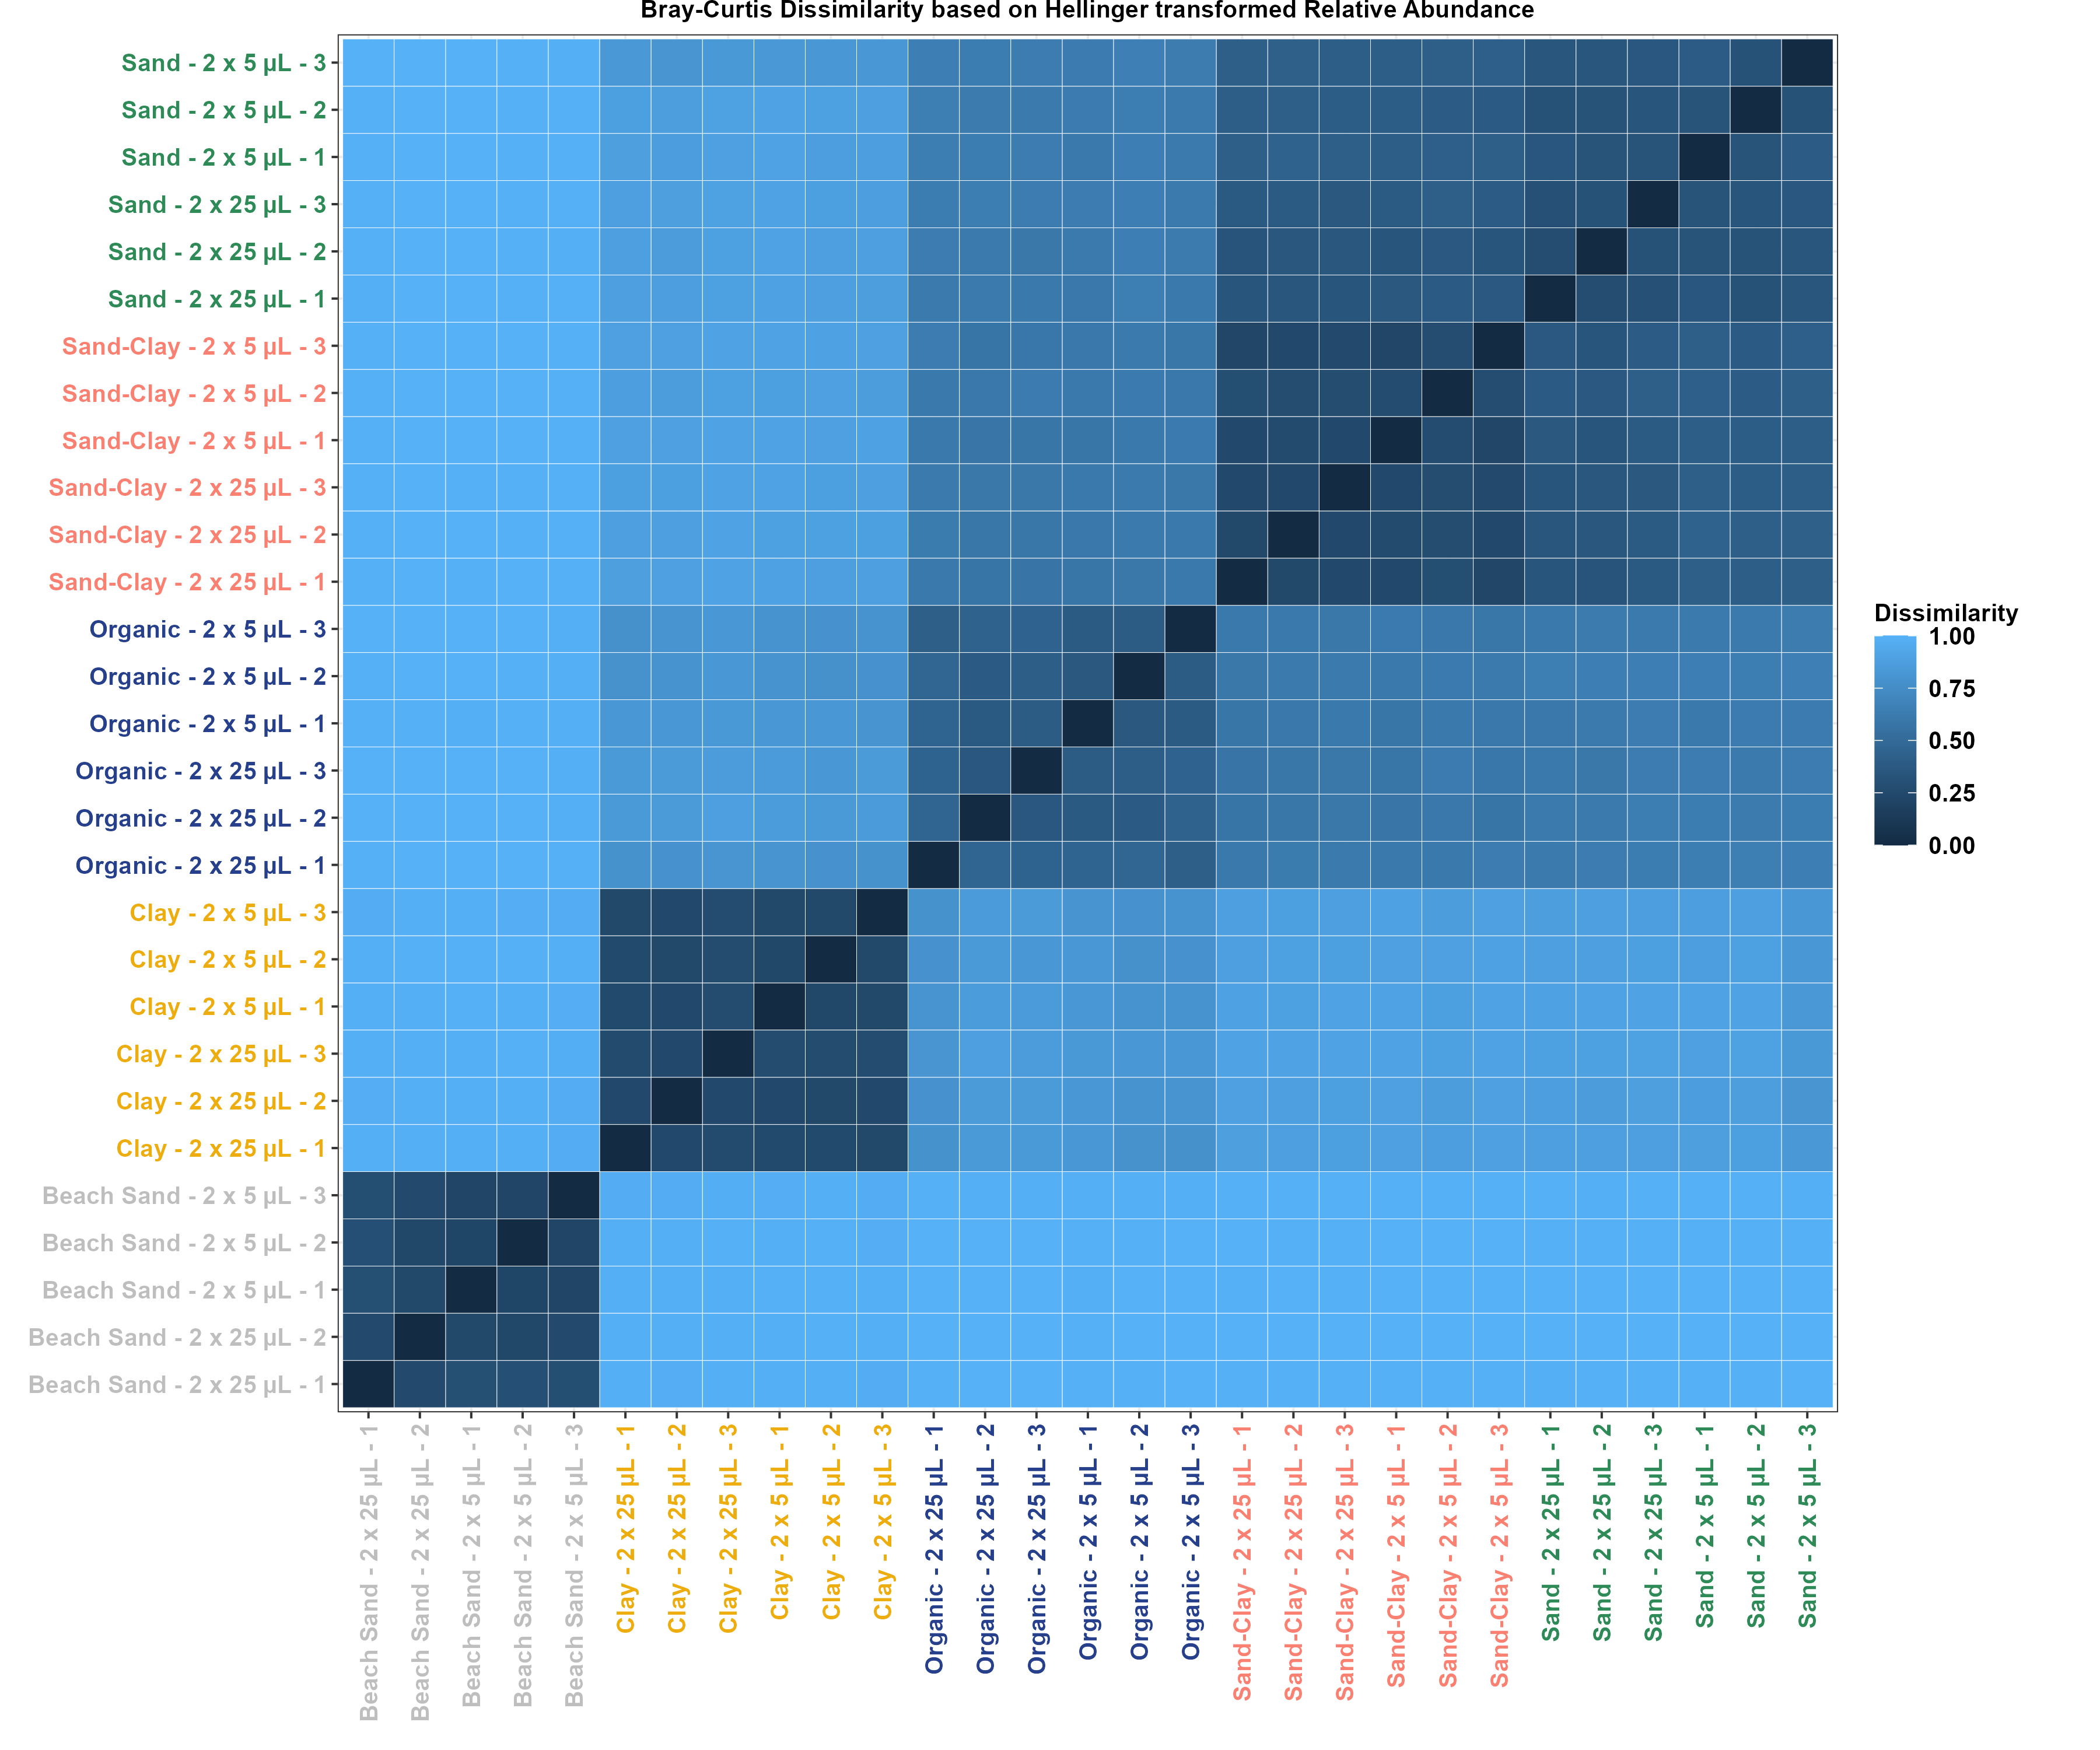 Bray-Curtis Dissimilarity based on Hellinger transformed Relative Abundance
Sand - 2 x 5 µL - 3
Sand - 2 x 5 µL - 2
Sand - 2 x 5 µL - 1
Sand - 2 x 25 µL - 3
Sand - 2 x 25 µL - 2
Sand - 2 x 25 µL - 1
Sand-Clay - 2 x 5 µL - 3
Sand-Clay - 2 x 5 µL - 2
Sand-Clay - 2 x 5 µL - 1
Sand-Clay - 2 x 25 µL - 3
Sand-Clay - 2 x 25 µL - 2
Sand-Clay - 2 x 25 µL - 1
Organic - 2 x 5 µL - 3
Organic - 2 x 5 µL - 2
Organic - 2 x 5 µL - 1
Organic - 2 x 25 µL - 3
Organic - 2 x 25 µL - 2
Organic - 2 x 25 µL - 1
Clay - 2 x 5 µL - 3
Clay - 2 x 5 µL - 2
Clay - 2 x 5 µL - 1
Clay - 2 x 25 µL - 3
Clay - 2 x 25 µL - 2
Clay - 2 x 25 µL - 1
Beach Sand - 2 x 5 µL - 3
Beach Sand - 2 x 5 µL - 2
Beach Sand - 2 x 5 µL - 1
Beach Sand - 2 x 25 µL - 2
Beach Sand - 2 x 25 µL - 1
Beach Sand - 2 x 25 µL - 1
Beach Sand - 2 x 25 µL - 2
Beach Sand - 2 x 5 µL - 1
Beach Sand - 2 x 5 µL - 2
Beach Sand - 2 x 5 µL - 3
Clay - 2 x 25 µL - 1
Clay - 2 x 25 µL - 2
Clay - 2 x 25 µL - 3
Clay - 2 x 5 µL - 1
Clay - 2 x 5 µL - 2
Clay - 2 x 5 µL - 3
Organic - 2 x 25 µL - 1
Organic - 2 x 25 µL - 2
Organic - 2 x 25 µL - 3
Organic - 2 x 5 µL - 1
Organic - 2 x 5 µL - 2
Organic - 2 x 5 µL - 3
Sand-Clay - 2 x 25 µL - 1
Sand-Clay - 2 x 25 µL - 2
Sand-Clay - 2 x 25 µL - 3
Sand-Clay - 2 x 5 µL - 1
Sand-Clay - 2 x 5 µL - 2
Sand-Clay - 2 x 5 µL - 3
Sand - 2 x 25 µL - 1
Sand - 2 x 25 µL - 2
Sand - 2 x 25 µL - 3
Sand - 2 x 5 µL - 1
Sand - 2 x 5 µL - 2
Sand - 2 x 5 µL - 3
Dissimilarity
1.00
0.75
0.50
0.25
0.00